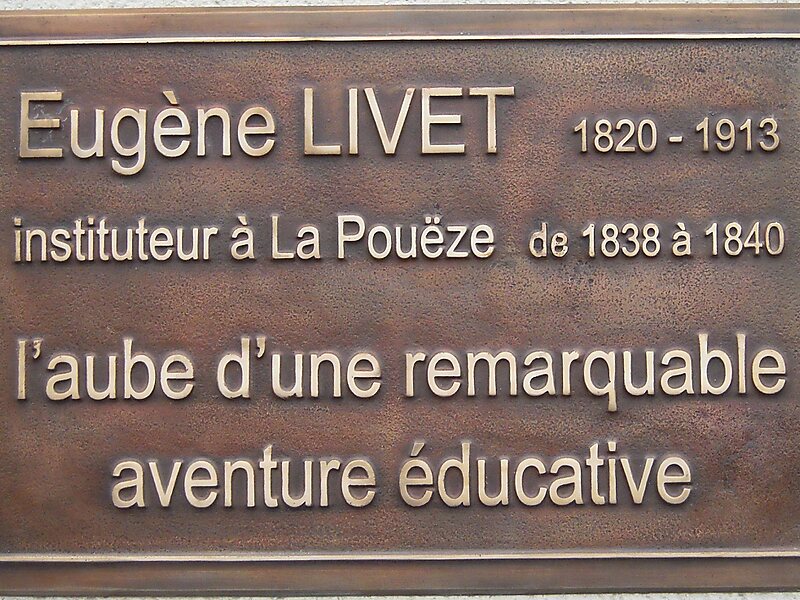 Eugène LIVET 1820 - 1913
instituteur à La Pouëze de 1838 à 1840
l'aube d'une remarquable
aventure éducative